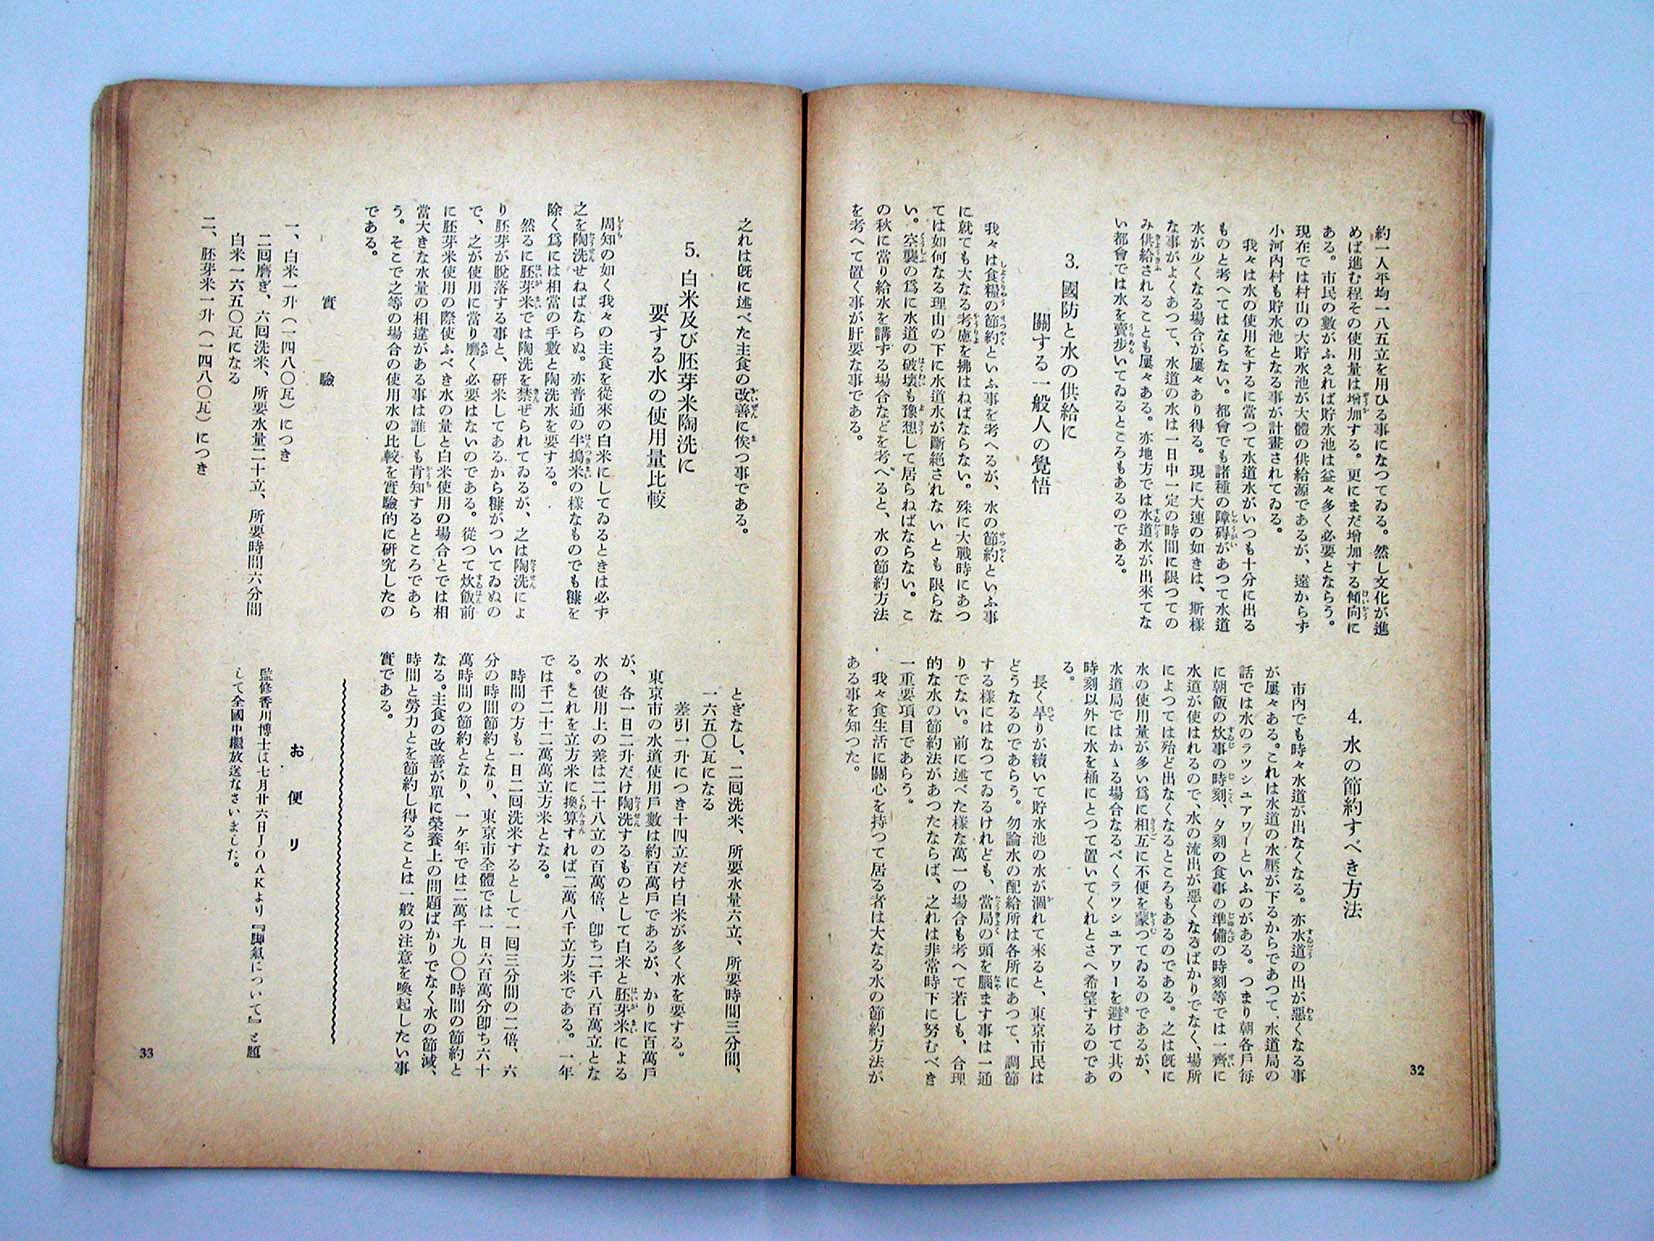 約一人平均一八五立を用ひる事になつてゐる。然し文化が進
めば進む程その使用量は増加する。更にまだ増加する傾向に
ある。市民の數がふえれば貯水池は益々多く必要とならう。
現在では村山の大貯水池が大體の供給源であるが、遠からず
小河内村も貯水池となる事が計畫されてゐる。
我々は水の使用をするに當つて水道水がいつも十分に出る
ものと考へてはならない。都會でも諸種の障碍があつて水道
水が少くなる場合が屢々あり得る。現に大連の如きは、斯樣
な事がよくあつて、水道の水は一日中一定の時間に限つての
み供給されることも屢々ある。亦地方では水道水が出來てな
い都會では水を賣步いてゐるところもあるのである。
3. 國防と水の供給に
關する一般人の覺悟
我々は食糧の節約といふ事を考へるが、水の節約といふ事
に就ても大なる考慮を拂はねばならない。殊に大戰時にあつ
ては如何なる理由の下に水道水が斷絶されないとも限らな
い。空襲の爲に水道の破壞も豫想して居らねばならない。こ
の秋に當り給水を講ずる場合などを考へると、水の節約方法
を考へて置く事が肝要な事である。
4. 水の節約すべき方法
市内でも時々水道が出なくなる。亦水道の出が悪くなる事
が屢々ある。これは水道の水壓が下るからであつて、水道局の
話では水のラツシユアワーといふのがある。つまり朝各戶每
に朝飯の炊事の時刻、夕刻の食事の準備の時刻等では一齊に
水道が使はれるので、水の流出が悪くなるばかりでなく、場所
によつては殆ど出なくなるところもあるのである。之は旣に
水の使用量が多い爲に相互に不便を蒙つてゐるのであるが、
水道局ではかゝる場合なるべくラツシユアワーを避けて其の
時刻以外に水を桶にとつて置いてくれとさへ希望するのであ
る。
長く旱りが續いて貯水池の水が涸れて來ると、東京市民は
どうなるのであらう。勿論水の配給所は各所にあつて、調節
する樣にはなつてゐるけれども、當局の頭を腦ます事は一通
りでない。前に述べた樣な萬一の場合も考へて若しも、合理
的な水の節約法があつたならば、之れは非常時下に努むべき
一重要項目であらう。
我々食生活に關心を持つて居る者は大なる水の節約方法が
ある事を知つた。
32
之れは旣に述べた主食の改善に俟つ事である。
5. 白米及び胚芽米陶洗に
要する水の使用量比較
周知の如く我々の主食を從來の白米にしてゐるときは必ず
之を陶洗せねばならぬ。亦普通の半搗米の樣なものでも糠を
除く爲には相當の手數と陶洗水を要する。
然るに胚芽米では陶洗を禁ぜられてゐるが、之は陶洗によ
り胚芽が脫落する事と、研米してあるから糠がついてゐぬの
で、之が使用に當り磨く必要はないのである。從つて炊飯前
に胚芽米使用の際使ふべき水の量と白米使用の場合とでは相
當大きな水量の相違がある事は誰しも肯知するところであら
う。そこで之等の場合の使用水の比較を實驗的に硏究したの
である。
實驗
一、白米一升(一四八〇瓦)につき
二回磨ぎ、六回洗米、所要水量二十立、所要時間六分間
白米一六五〇瓦になる
二、胚芽米一升(一四八〇瓦)につき
とぎなし、二回洗米、所要水量六立、所要時間三分間、
一六五〇瓦になる
差引一升につき十四立だけ白米が多く水を要する。
東京市の水道使用戶數は約百萬戶であるが、かりに百萬戶
が、各一日二升だけ陶洗するものとして白米と胚芽米による
水の使用上の差は二十八立の百萬倍、卽ち二千八百萬立とな
る。これを立方米に換算すれば二萬八千立方米である。一年
では千二十二萬萬立方米となる。
時間の方も一日二回洗米するとして一回三分間の二倍、六
分の時間節約となり、東京市全體では一日六百萬分卽ち六十
萬時間の節約となり、一ケ年では二萬千九〇〇時間の節約と
なる。主食の改善が單に榮養上の問題ばかりでなく水の節減、
時間と勞力とを節約し得ることは一般の注意を喚起したい事
實である。
お便り
監修香川博士は七月廿六日JOAKより『脚氣について』と題
して全國中繼放送なさいました。
33